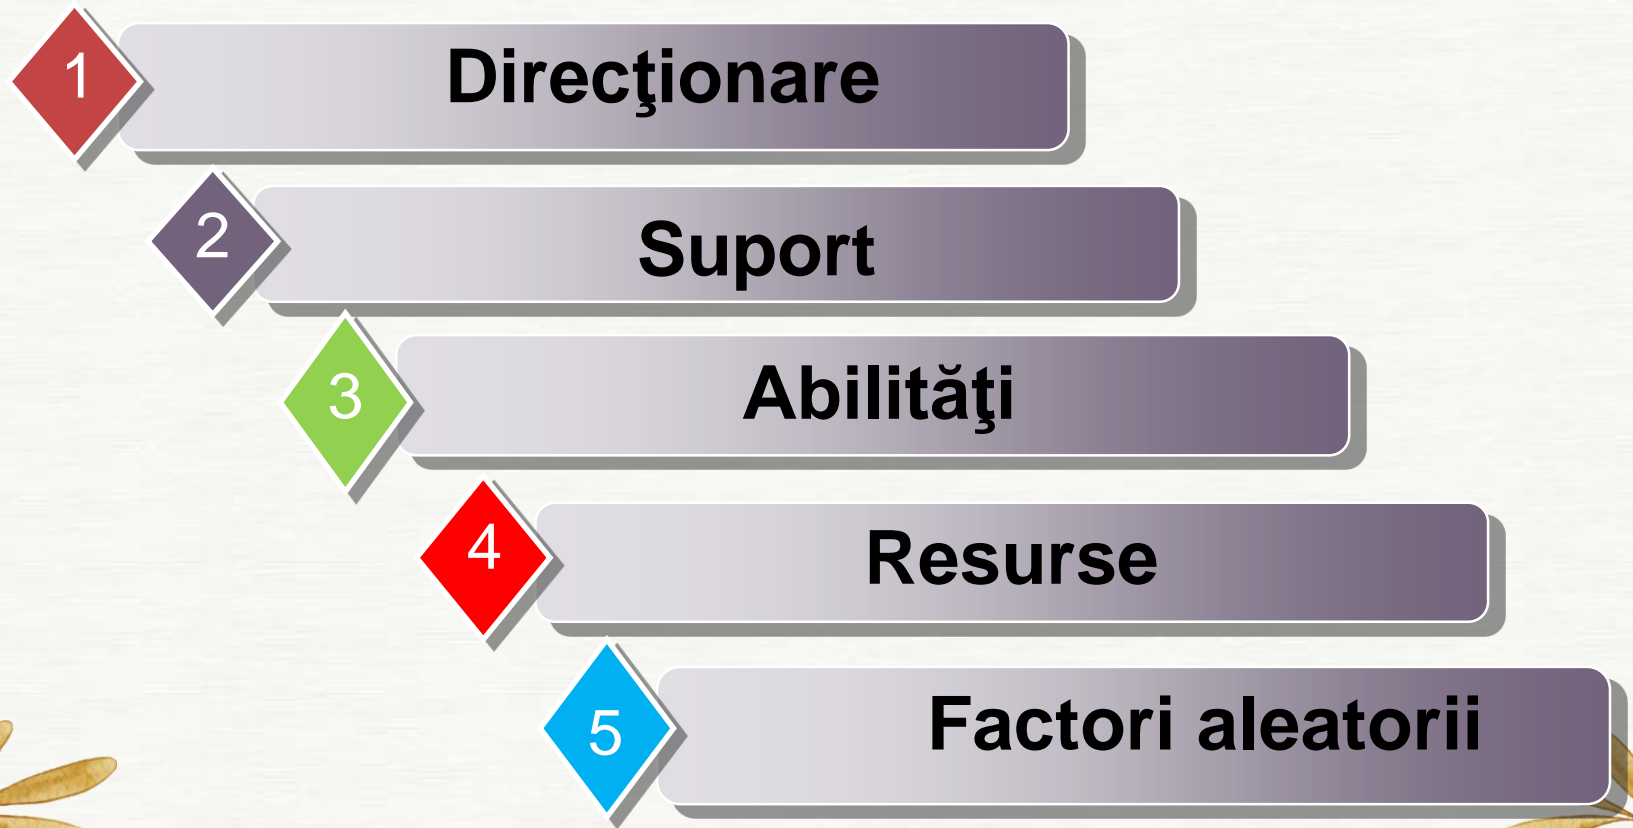 1 Direcţionare
2 Suport
3 Abilităţi
4 Resurse
5 Factori aleatorii